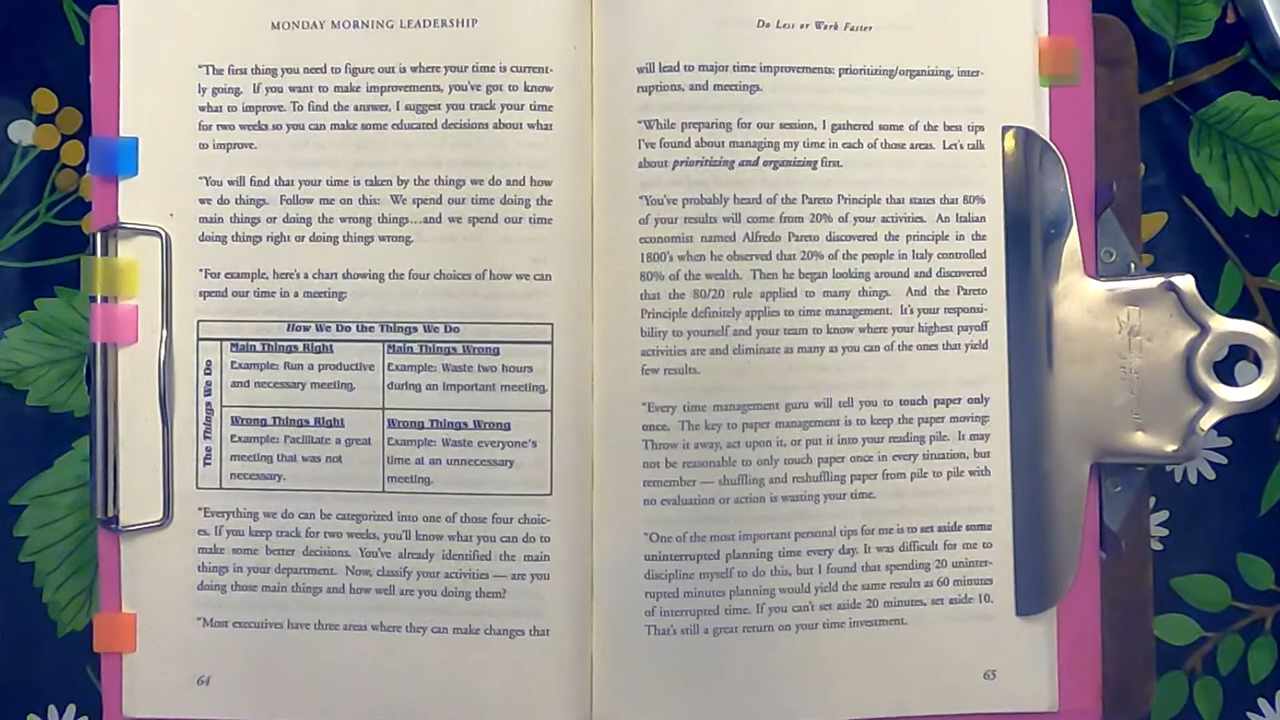 MONDAY MORNING LEADERSHIP
"The first thing you need to figure out is where your time is current-
ly going. If you want to make improvements, you've got to know
what to improve. To find the answer, I suggest you track your time
for two weeks so you can make some educated decisions about what
to improve.
"You will find that your time is taken by the things we do and how
we do things. Follow me on this: We spend our time doing the
main things or doing the wrong things...and we spend our time
doing things right or doing things wrong.
"For example, here's a chart showing the four choices of how we can
spend our time in a meeting:
How We Do the Things We Do
The Things We Do
Main Things Right
Example: Run a productive
and necessary meeting.
Main Things Wrong
Example: Waste two hours
during an important meeting.
Wrong Things Right
Example: Facilitate a great
meeting that was not
necessary.
Wrong Things Wrong
Example: Waste everyone's
time at an unnecessary
meeting.
"Everything we do can be categorized into one of those four choic-
es. If you keep track for two weeks, you'll know what you can do to
make some better decisions. You've already identified the main
things in your department. Now, classify your activities — are you
doing those main things and how well are you doing them?
"Most executives have three areas where they can make changes that
64
Do Less or Work Faster
will lead to major time improvements: prioritizing/organizing, inter-
ruptions, and meetings.
"While preparing for our session, I gathered some of the best tips
I've found about managing my time in each of those areas. Let's talk
about prioritizing and organizing first.
"You've probably heard of the Pareto Principle that states that 80%
of your results will come from 20% of your activities. An Italian
economist named Alfredo Pareto discovered the principle in the
1800's when he observed that 20% of the people in Italy controlled
80% of the wealth. Then he began looking around and discovered
that the 80/20 rule applied to many things. And the Pareto
Principle definitely applies to time management. It's your responsi-
bility to yourself and your team to know where your highest payoff
activities are and eliminate as many as you can of the ones that yield
few results.
"Every time management guru will tell you to touch paper only
once. The key to paper management is to keep the paper moving:
Throw it away, act upon it, or put it into your reading pile. It may
not be reasonable to only touch paper once in every tinuation, but
remember — shuffling and reshuffling paper from pile to pile with
no evaluation or action is wasting your time.
"One of the most important personal tips for me is to set aside some
uninterrupted planning time every day. It was difficult for me to
discipline myself to do this, but I found that spending 20 uninter-
rupted minutes planning would yield the same results as 60 minutes
of interrupted time. If you can't set aside 20 minutes, set aside 10.
That's still a great return on your time investment.
65